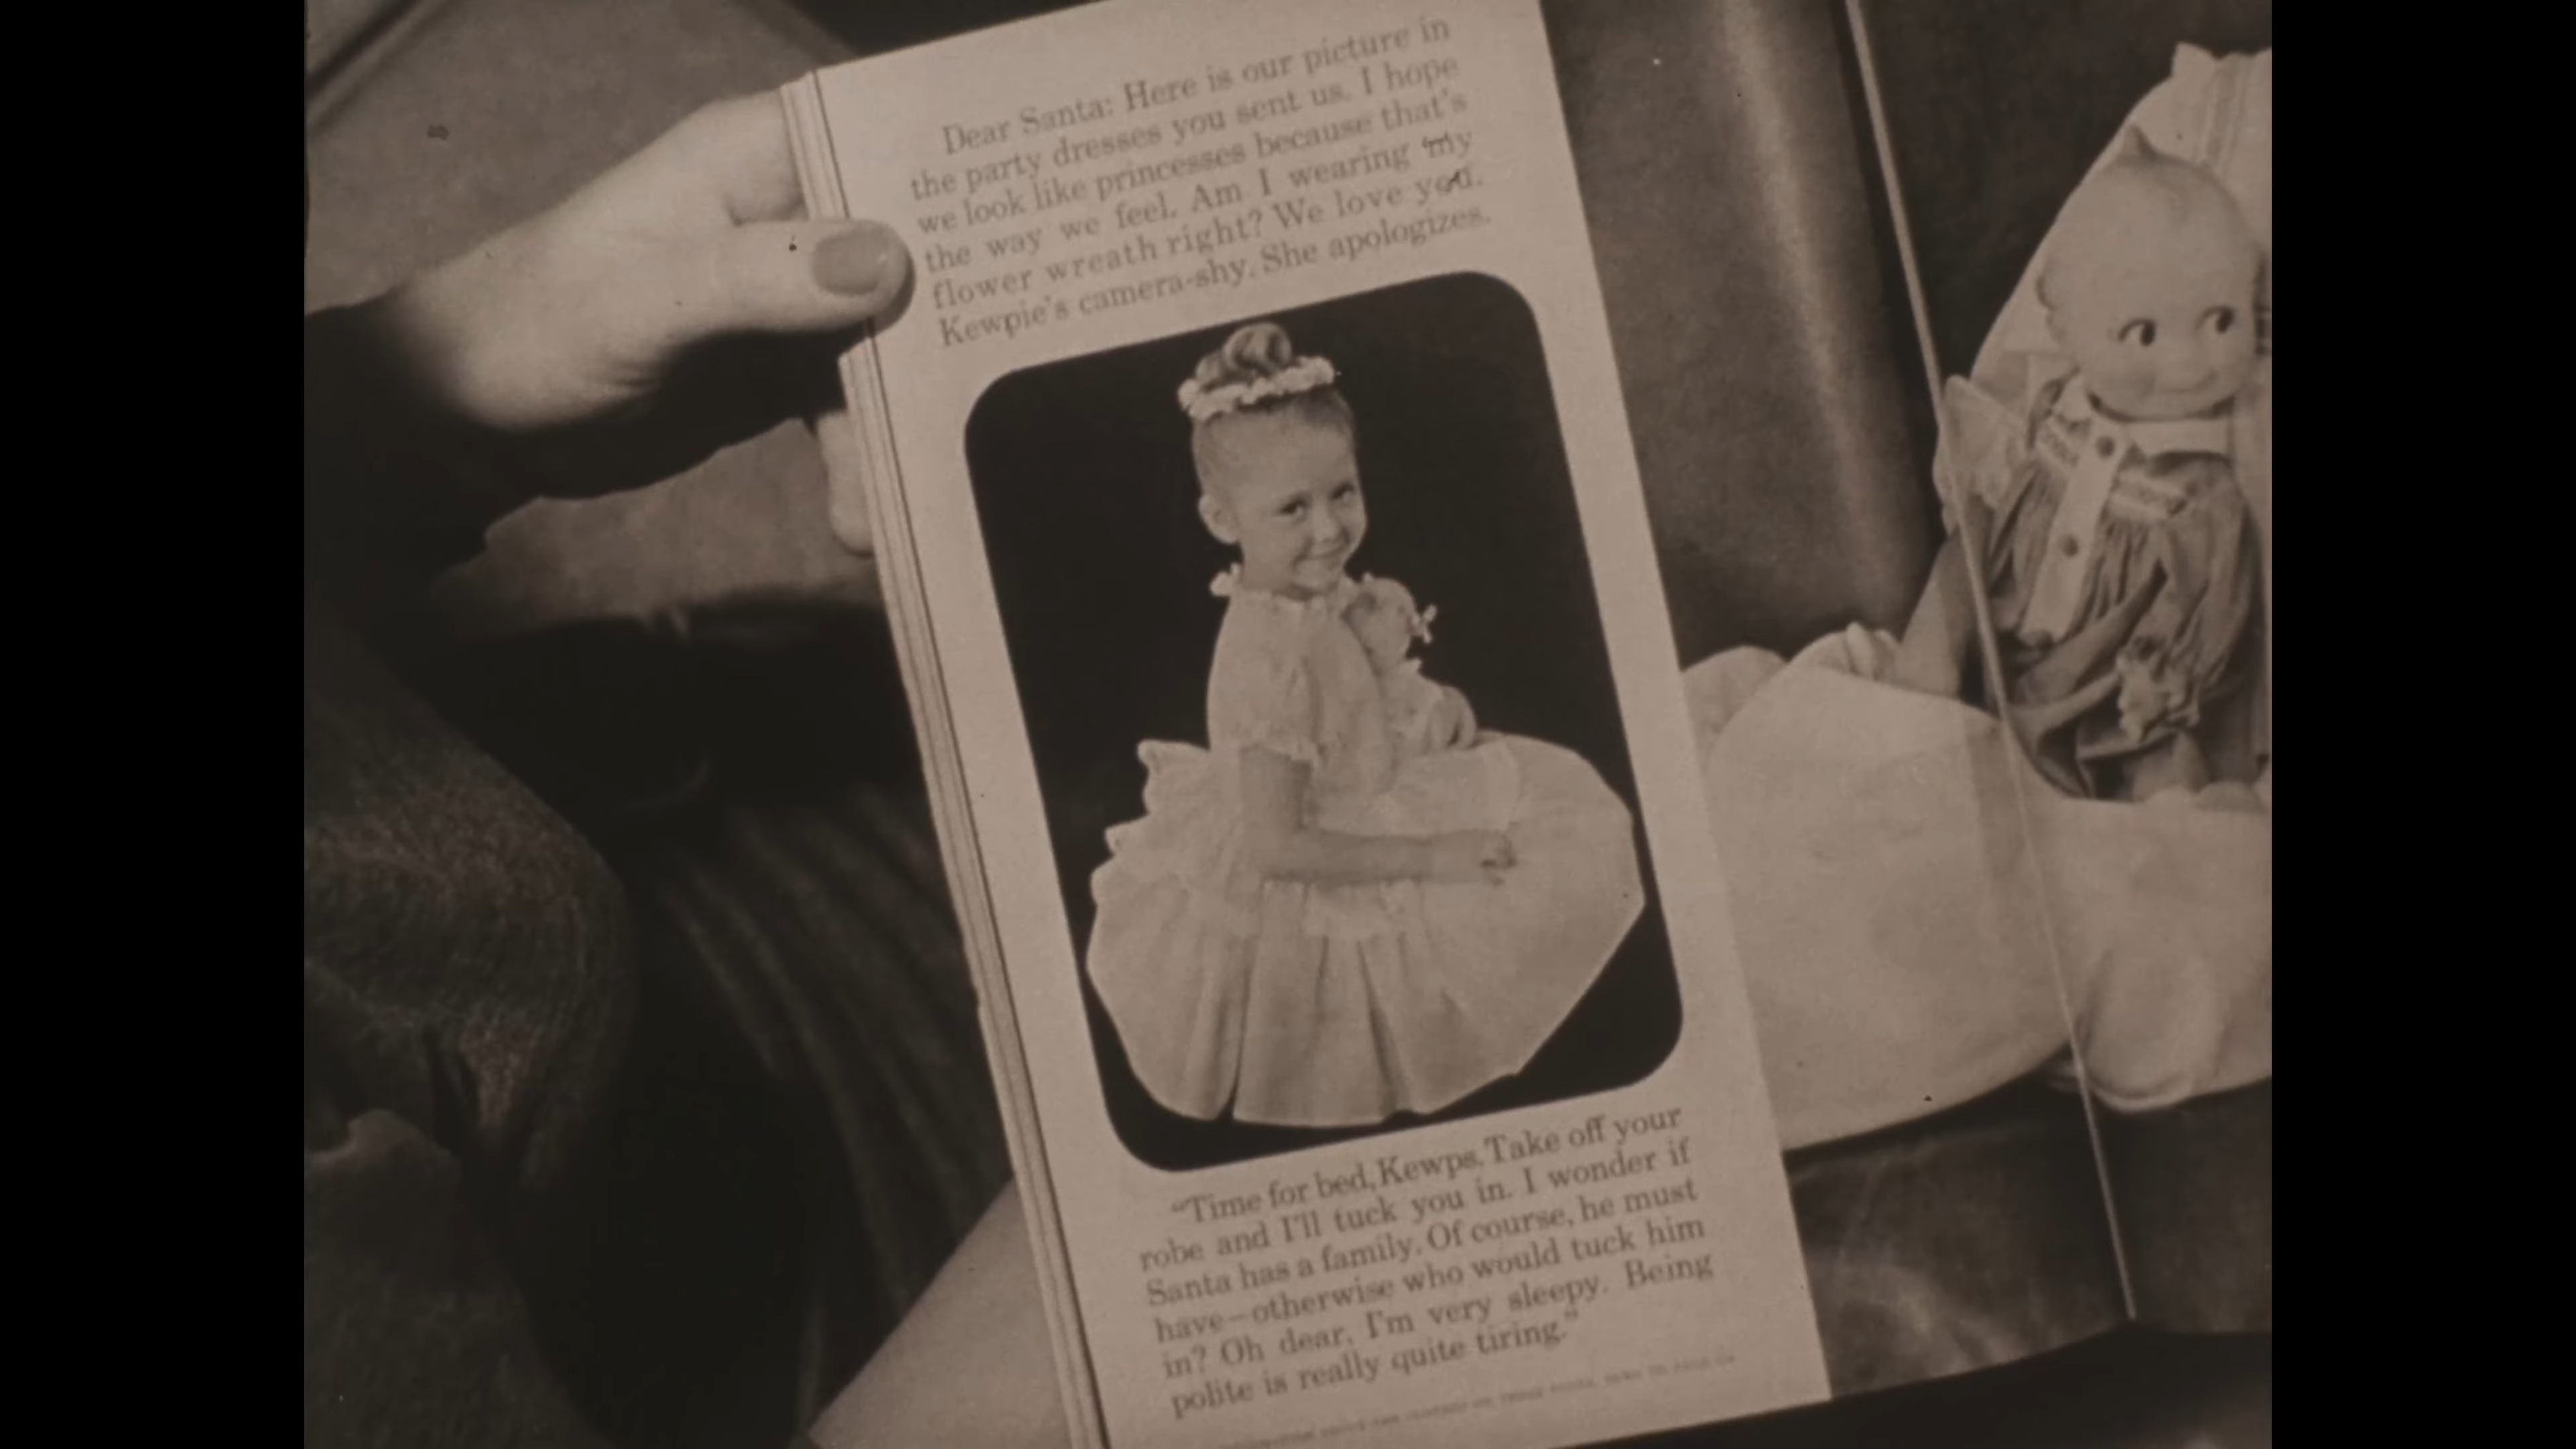 Dear Santa: Here is our picture in
the party dresses you sent us. I hope
we look like princesses because that's
the way we feel. Am I wearing my
flower wreath right? We love you.
Kewpie's camera-shy. She apologizes.
“Time for bed, Kewps. Take off your
robe and I'll tuck you in. I wonder if
Santa has a family. Of course, he must
have—otherwise who would tuck him
in? Oh dear, I'm very sleepy. Being
polite is really quite tiring.”